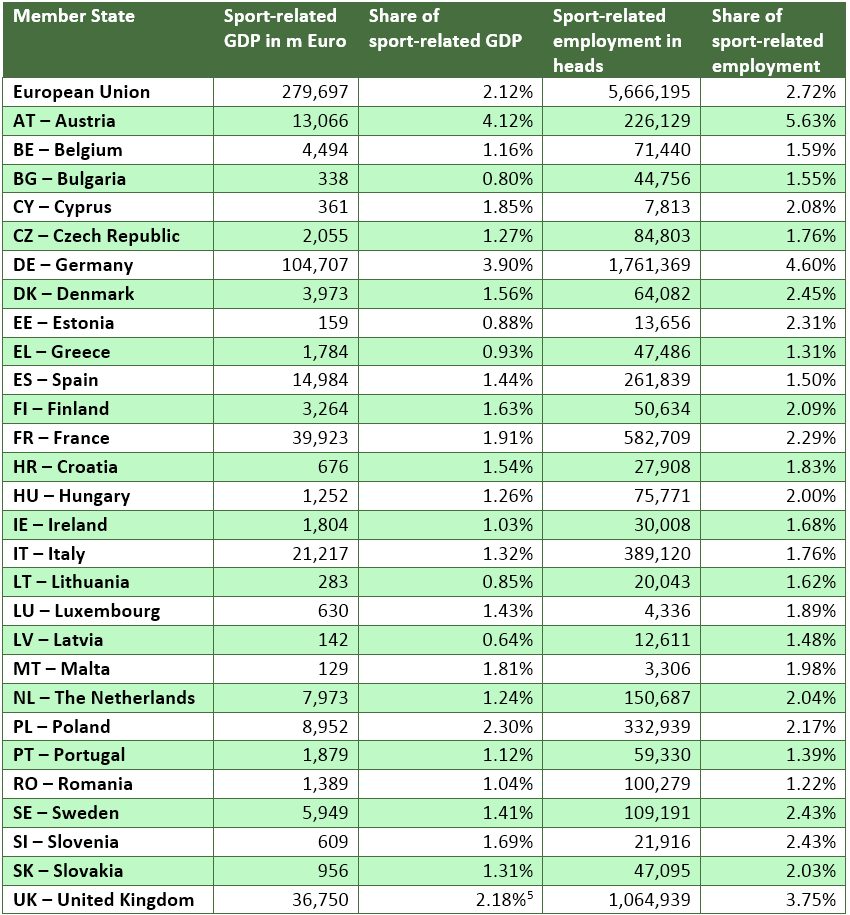 Member State Sport-related GDP in m Euro Share of sport-related GDP Sport-related employment in heads Share of sport-related employment
European Union 279,697 2.12% 5,666,195 2.72%
AT – Austria 13,066 4.12% 226,129 5.63%
BE – Belgium 4,494 1.16% 71,440 1.59%
BG – Bulgaria 338 0.80% 44,756 1.55%
CY – Cyprus 361 1.85% 7,813 2.08%
CZ – Czech Republic 2,055 1.27% 84,803 1.76%
DE – Germany 104,707 3.90% 1,761,369 4.60%
DK – Denmark 3,973 1.56% 64,082 2.45%
EE – Estonia 159 0.88% 13,656 2.31%
EL – Greece 1,784 0.93% 47,486 1.31%
ES – Spain 14,984 1.44% 261,839 1.50%
FI – Finland 3,264 1.63% 50,634 2.09%
FR – France 39,923 1.91% 582,709 2.29%
HR – Croatia 676 1.54% 27,908 1.83%
HU – Hungary 1,252 1.26% 75,771 2.00%
IE – Ireland 1,804 1.03% 30,008 1.68%
IT – Italy 21,217 1.32% 389,120 1.76%
LT – Lithuania 283 0.85% 20,043 1.62%
LU – Luxembourg 630 1.43% 4,336 1.89%
LV – Latvia 142 0.64% 12,611 1.48%
MT – Malta 129 1.81% 3,306 1.98%
NL – The Netherlands 7,973 1.24% 150,687 2.04%
PL – Poland 8,952 2.30% 332,939 2.17%
PT – Portugal 1,879 1.12% 59,330 1.39%
RO – Romania 1,389 1.04% 100,279 1.22%
SE – Sweden 5,949 1.41% 109,191 2.43%
SI – Slovenia 609 1.69% 21,916 2.43%
SK – Slovakia 956 1.31% 47,095 2.03%
UK – United Kingdom 36,750 2.18%⁵ 1,064,939 3.75%